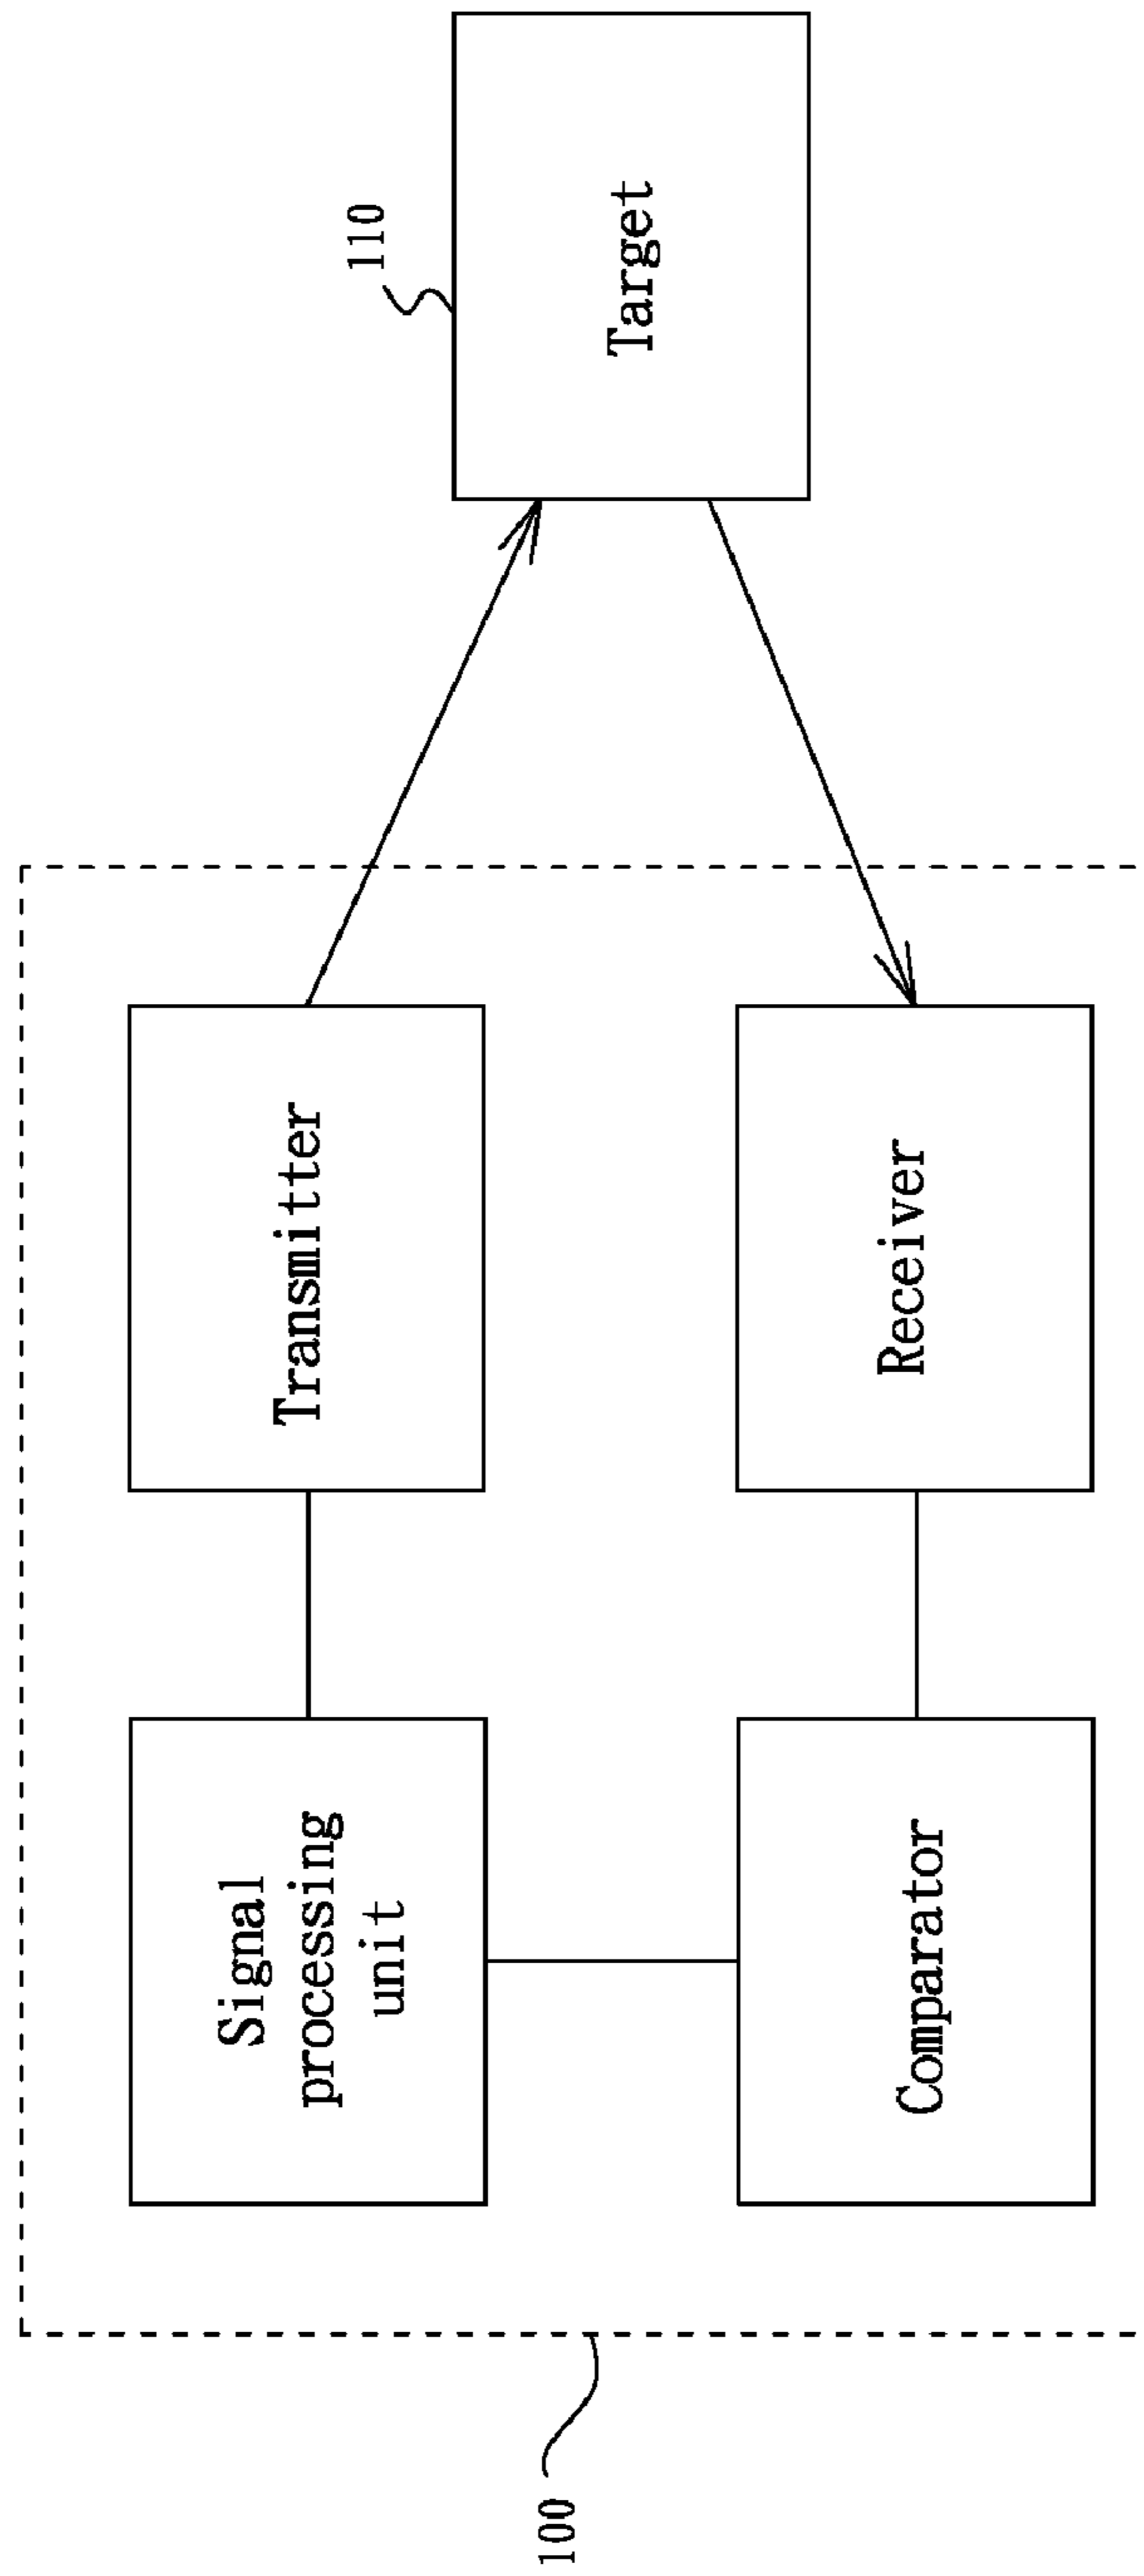 100
Signal
processing
unit
Transmitter
110
Target
Comparator
Receiver